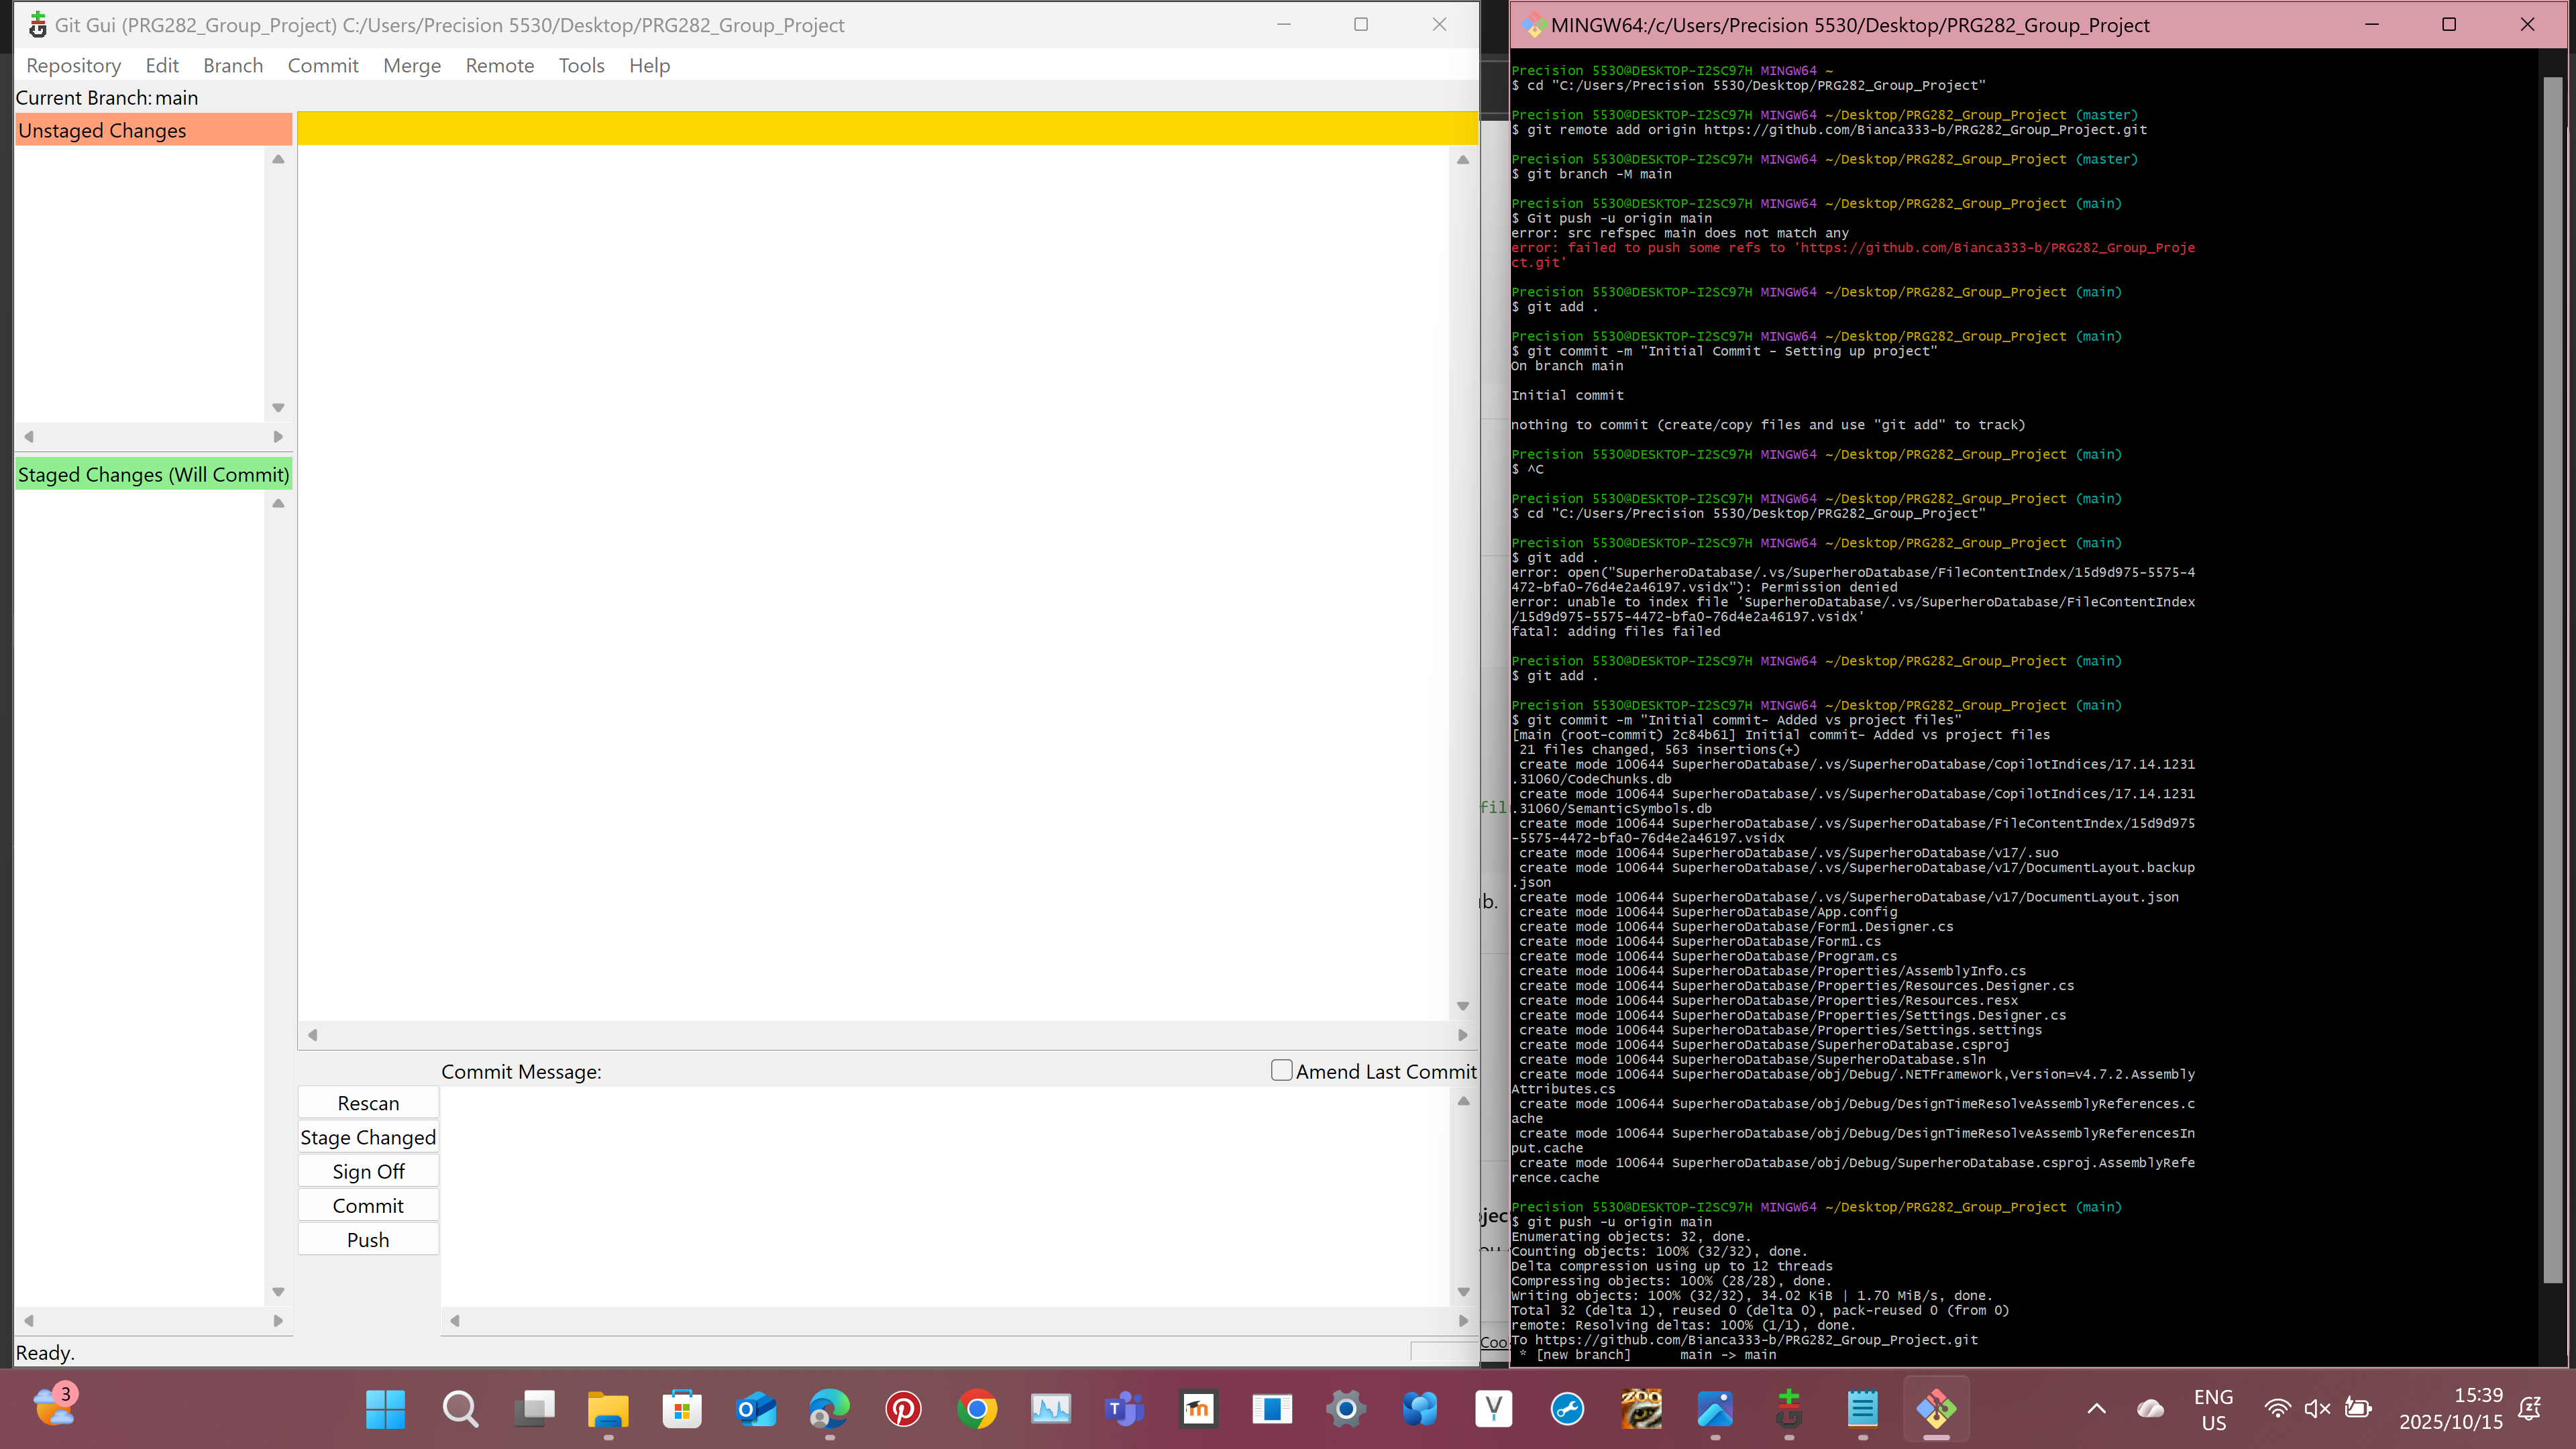 Git Gui (PRG282_Group_Project) C:/Users/Precision 5530/Desktop/PRG282_Group_Project
Repository Edit Branch Commit Merge Remote Tools Help
Current Branch: main
Unstaged Changes
Staged Changes (Will Commit)
Commit Message:
Amend Last Commit
Rescan
Stage Changed
Sign Off
Commit
Push
Ready.
fil
ub.
ojec
Coo
MINGW64:/c/Users/Precision 5530/Desktop/PRG282_Group_Project
Precision 5530@DESKTOP-I2SC97H MINGW64 ~
$ cd "C:/Users/Precision 5530/Desktop/PRG282_Group_Project"
Precision 5530@DESKTOP-I2SC97H MINGW64 ~/Desktop/PRG282_Group_Project (master)
$ git remote add origin https://github.com/Bianca333-b/PRG282_Group_Project.git
Precision 5530@DESKTOP-I2SC97H MINGW64 ~/Desktop/PRG282_Group_Project (master)
$ git branch -M main
Precision 5530@DESKTOP-I2SC97H MINGW64 ~/Desktop/PRG282_Group_Project (main)
$ Git push -u origin main
error: src refspec main does not match any
error: failed to push some refs to 'https://github.com/Bianca333-b/PRG282_Group_Proje
ct.git'
Precision 5530@DESKTOP-I2SC97H MINGW64 ~/Desktop/PRG282_Group_Project (main)
$ git add .
Precision 5530@DESKTOP-I2SC97H MINGW64 ~/Desktop/PRG282_Group_Project (main)
$ git commit -m "Initial Commit - Setting up project"
On branch main
Initial commit
nothing to commit (create/copy files and use "git add" to track)
Precision 5530@DESKTOP-I2SC97H MINGW64 ~/Desktop/PRG282_Group_Project (main)
$ ^C
Precision 5530@DESKTOP-I2SC97H MINGW64 ~/Desktop/PRG282_Group_Project (main)
$ cd "C:/Users/Precision 5530/Desktop/PRG282_Group_Project"
Precision 5530@DESKTOP-I2SC97H MINGW64 ~/Desktop/PRG282_Group_Project (main)
$ git add .
error: open("SuperheroDatabase/.vs/SuperheroDatabase/FileContentIndex/15d9d975-5575-4
472-bfa0-76d4e2a46197.vsidx"): Permission denied
error: unable to index file 'SuperheroDatabase/.vs/SuperheroDatabase/FileContentIndex
/15d9d975-5575-4472-bfa0-76d4e2a46197.vsidx'
fatal: adding files failed
Precision 5530@DESKTOP-I2SC97H MINGW64 ~/Desktop/PRG282_Group_Project (main)
$ git add .
Precision 5530@DESKTOP-I2SC97H MINGW64 ~/Desktop/PRG282_Group_Project (main)
$ git commit -m "Initial commit- Added vs project files"
[main (root-commit) 2c84b61] Initial commit- Added vs project files
21 files changed, 563 insertions(+)
create mode 100644 SuperheroDatabase/.vs/SuperheroDatabase/CopilotIndices/17.14.1231
.31060/CodeChunks.db
create mode 100644 SuperheroDatabase/.vs/SuperheroDatabase/CopilotIndices/17.14.1231
.31060/SemanticSymbols.db
create mode 100644 SuperheroDatabase/.vs/SuperheroDatabase/FileContentIndex/15d9d975
-5575-4472-bfa0-76d4e2a46197.vsidx
create mode 100644 SuperheroDatabase/.vs/SuperheroDatabase/v17/.suo
create mode 100644 SuperheroDatabase/.vs/SuperheroDatabase/v17/DocumentLayout.backup
.json
create mode 100644 SuperheroDatabase/.vs/SuperheroDatabase/v17/DocumentLayout.json
create mode 100644 SuperheroDatabase/App.config
create mode 100644 SuperheroDatabase/Form1.Designer.cs
create mode 100644 SuperheroDatabase/Form1.cs
create mode 100644 SuperheroDatabase/Program.cs
create mode 100644 SuperheroDatabase/Properties/AssemblyInfo.cs
create mode 100644 SuperheroDatabase/Properties/Resources.Designer.cs
create mode 100644 SuperheroDatabase/Properties/Resources.resx
create mode 100644 SuperheroDatabase/Properties/Settings.Designer.cs
create mode 100644 SuperheroDatabase/Properties/Settings.settings
create mode 100644 SuperheroDatabase/SuperheroDatabase.csproj
create mode 100644 SuperheroDatabase/SuperheroDatabase.sln
create mode 100644 SuperheroDatabase/obj/Debug/.NETFramework,Version=v4.7.2.Assembly
Attributes.cs
create mode 100644 SuperheroDatabase/obj/Debug/DesignTimeResolveAssemblyReferences.c
ache
create mode 100644 SuperheroDatabase/obj/Debug/DesignTimeResolveAssemblyReferencesIn
put.cache
create mode 100644 SuperheroDatabase/obj/Debug/SuperheroDatabase.csproj.AssemblyRefe
rence.cache
Precision 5530@DESKTOP-I2SC97H MINGW64 ~/Desktop/PRG282_Group_Project (main)
$ git push -u origin main
Enumerating objects: 32, done.
Counting objects: 100% (32/32), done.
Delta compression using up to 12 threads
Compressing objects: 100% (28/28), done.
Writing objects: 100% (32/32), 34.02 KiB | 1.70 MiB/s, done.
Total 32 (delta 1), reused 0 (delta 0), pack-reused 0 (from 0)
remote: Resolving deltas: 100% (1/1), done.
To https://github.com/Bianca333-b/PRG282_Group_Project.git
* [new branch] main -> main
3
ZOO
ENG
US
15:39
2025/10/15